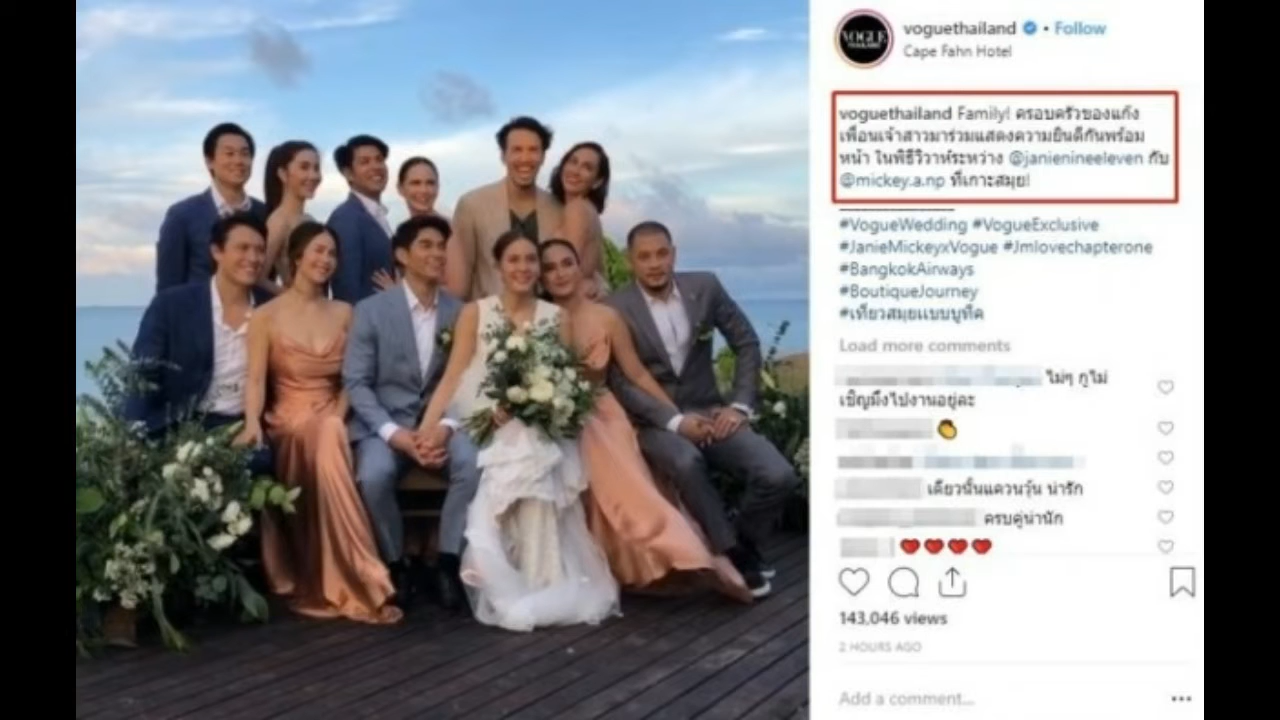 VOGUE
THAILAND
voguethailand • Follow
Cape Fahn Hotel
voguethailand Family! ครอบครัวของแก๊ง
เพื่อนเจ้าสาวมาร่วมแสดงความยินดีกันพร้อม
หน้า ในพิธีวิวาห์ระหว่าง @janienineeleven กับ
@mickey.a.np ที่เกาะสมุย!
#VogueWedding #VogueExclusive
#JanieMickeyxVogue #Jmlovechapterone
#BangkokAirways
#BoutiqueJourney
#เที่ยวสมุยแบบบูทีค
Load more comments
ไม่ๆ กูไม่
เชิญมึงไปงานอยู่คะ
เดียวนั้นแควนวุ้น น่ารัก
ครบคู่น่านัก
143,046 views
2 HOURS AGO
Add a comment...